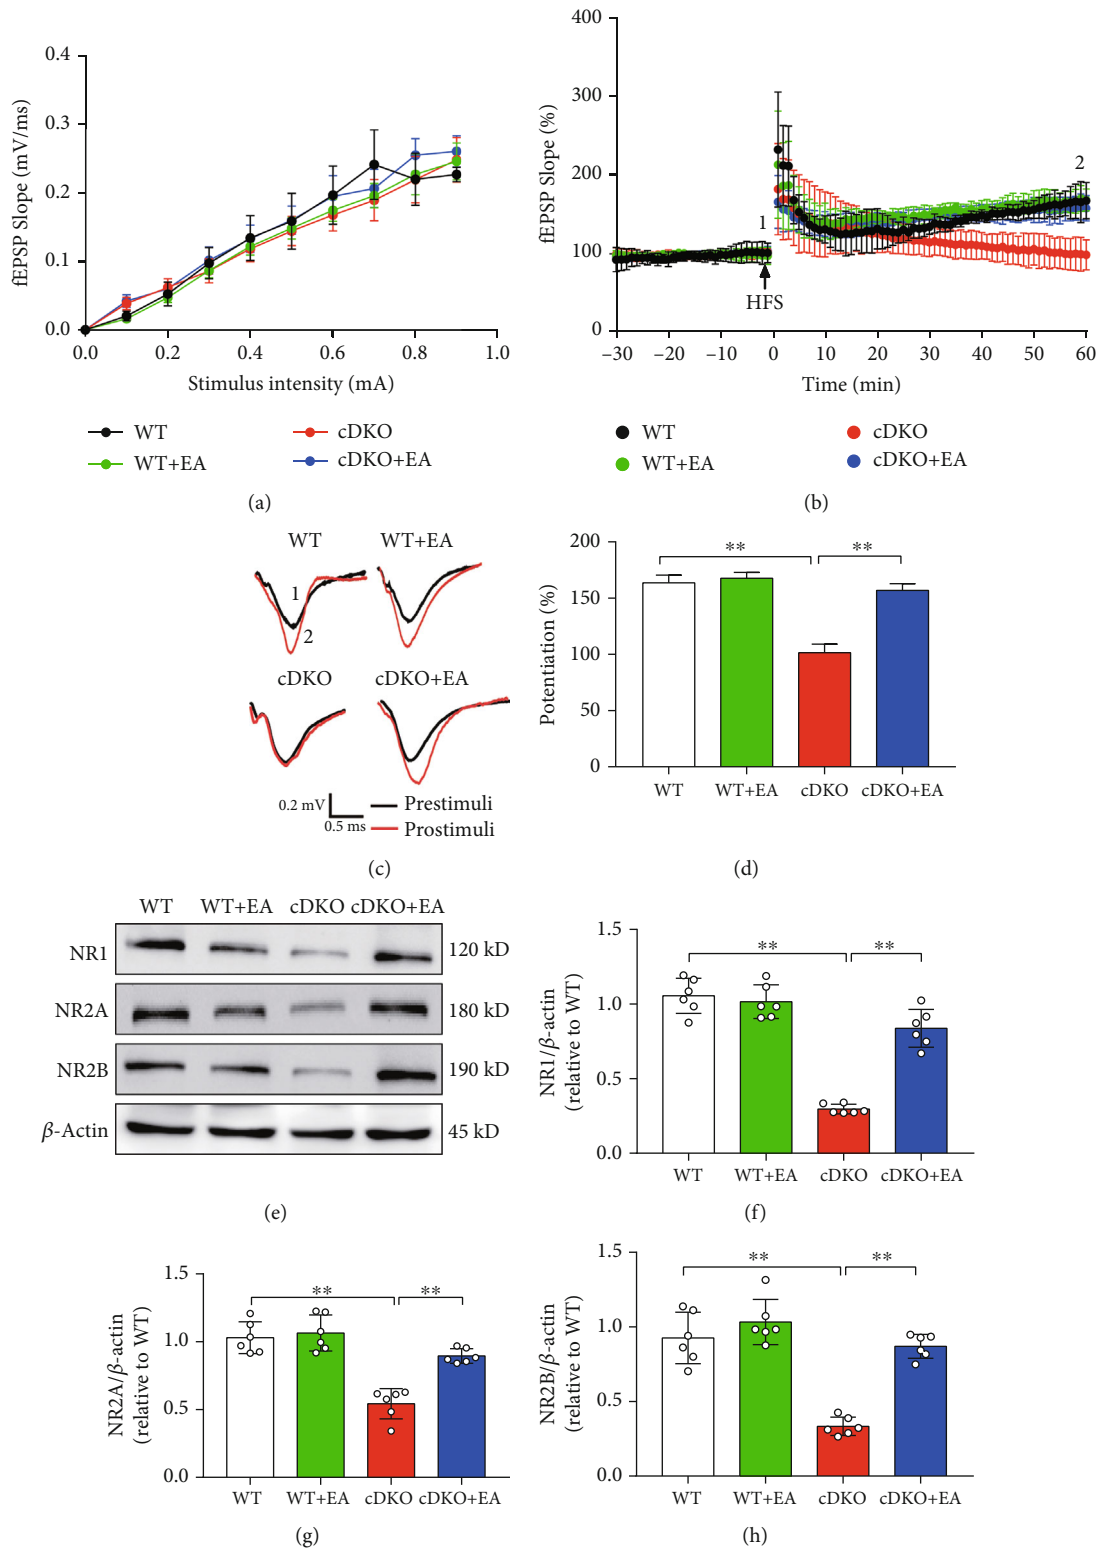 0.4
0.3
0.2
0.1
0.0
fEPSP Slope (mV/ms)
0.0 0.2 0.4 0.6 0.8 1.0
Stimulus intensity (mA)
WT
cDKO
WT+EA
cDKO+EA
(a)
400
300
200
100
0
fEPSP Slope (%)
1
2
HFS
−30 −20 −10 0 10 20 30 40 50 60
Time (min)
WT
cDKO
WT+EA
cDKO+EA
(b)
WT
WT+EA
1
2
cDKO
cDKO+EA
0.2 mV
0.5 ms
Prestimuli
Prostimuli
(c)
200
150
100
50
0
Potentiation (%)
** **
WT WT+EA cDKO cDKO+EA
(d)
WT WT+EA cDKO cDKO+EA
NR1 120 kD
NR2A 180 kD
NR2B 190 kD
β-Actin 45 kD
(e)
1.5
1.0
0.5
0.0
NR1/β-actin
(relative to WT)
** **
WT WT+EA cDKO cDKO+EA
(f)
1.5
1.0
0.5
0.0
NR2A/β-actin
(relative to WT)
** **
WT WT+EA cDKO cDKO+EA
(g)
1.5
1.0
0.5
0.0
NR2B/β-actin
(relative to WT)
** **
WT WT+EA cDKO cDKO+EA
(h)